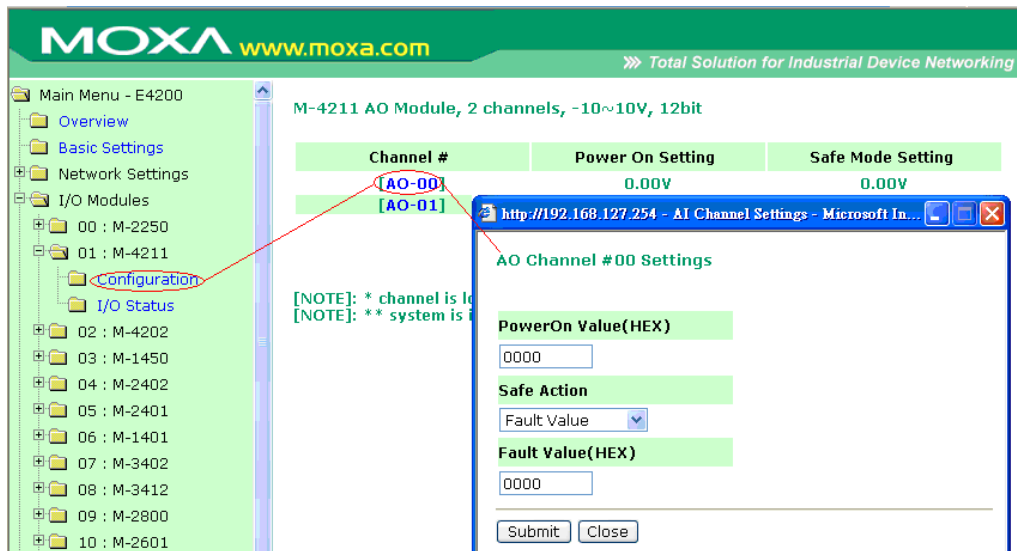 MOXA www.moxa.com
Total Solution for Industrial Device Networking
Main Menu - E4200
Overview
Basic Settings
Network Settings
I/O Modules
00 : M-2250
01 : M-4211
Configuration
I/O Status
02 : M-4202
03 : M-1450
04 : M-2402
05 : M-2401
06 : M-1401
07 : M-3402
08 : M-3412
09 : M-2800
10 : M-2601
M-4211 AO Module, 2 channels, -10~10V, 12bit
Channel # Power On Setting Safe Mode Setting
[AO-00] 0.00V 0.00V
[AO-01]
[NOTE]: * channel is
[NOTE]: ** system is
http://192.168.127.254 - AI Channel Settings - Microsoft In...
AO Channel #00 Settings
PowerOn Value(HEX)
0000
Safe Action
Fault Value
Fault Value(HEX)
0000
Submit Close